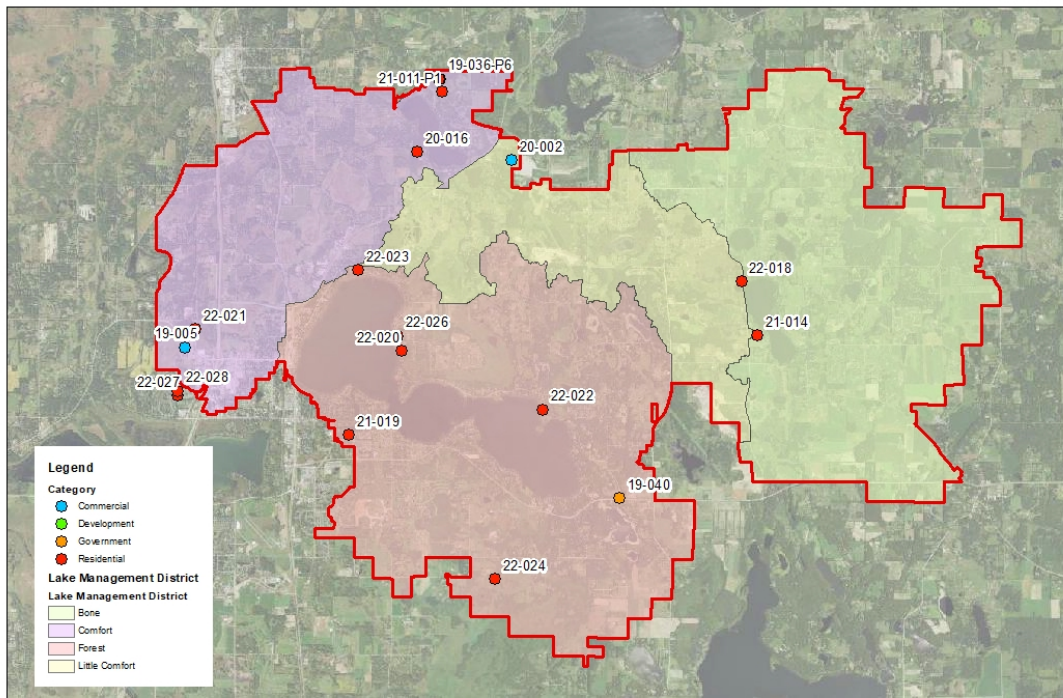 19-036-P6
21-011-P1
20-016
20-002
22-023
22-018
22-021
22-026
19-005
22-020
21-014
22-027
22-028
22-022
21-019
19-040
22-024
Legend
Category
Commercial
Development
Government
Residential
Lake Management District
Lake Management District
Bone
Comfort
Forest
Little Comfort